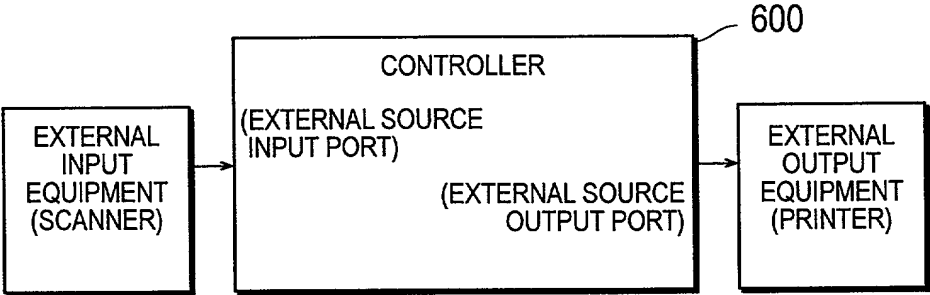 600
CONTROLLER
EXTERNAL
INPUT
EQUIPMENT
(SCANNER)
(EXTERNAL SOURCE
INPUT PORT)
(EXTERNAL SOURCE
OUTPUT PORT)
EXTERNAL
OUTPUT
EQUIPMENT
(PRINTER)